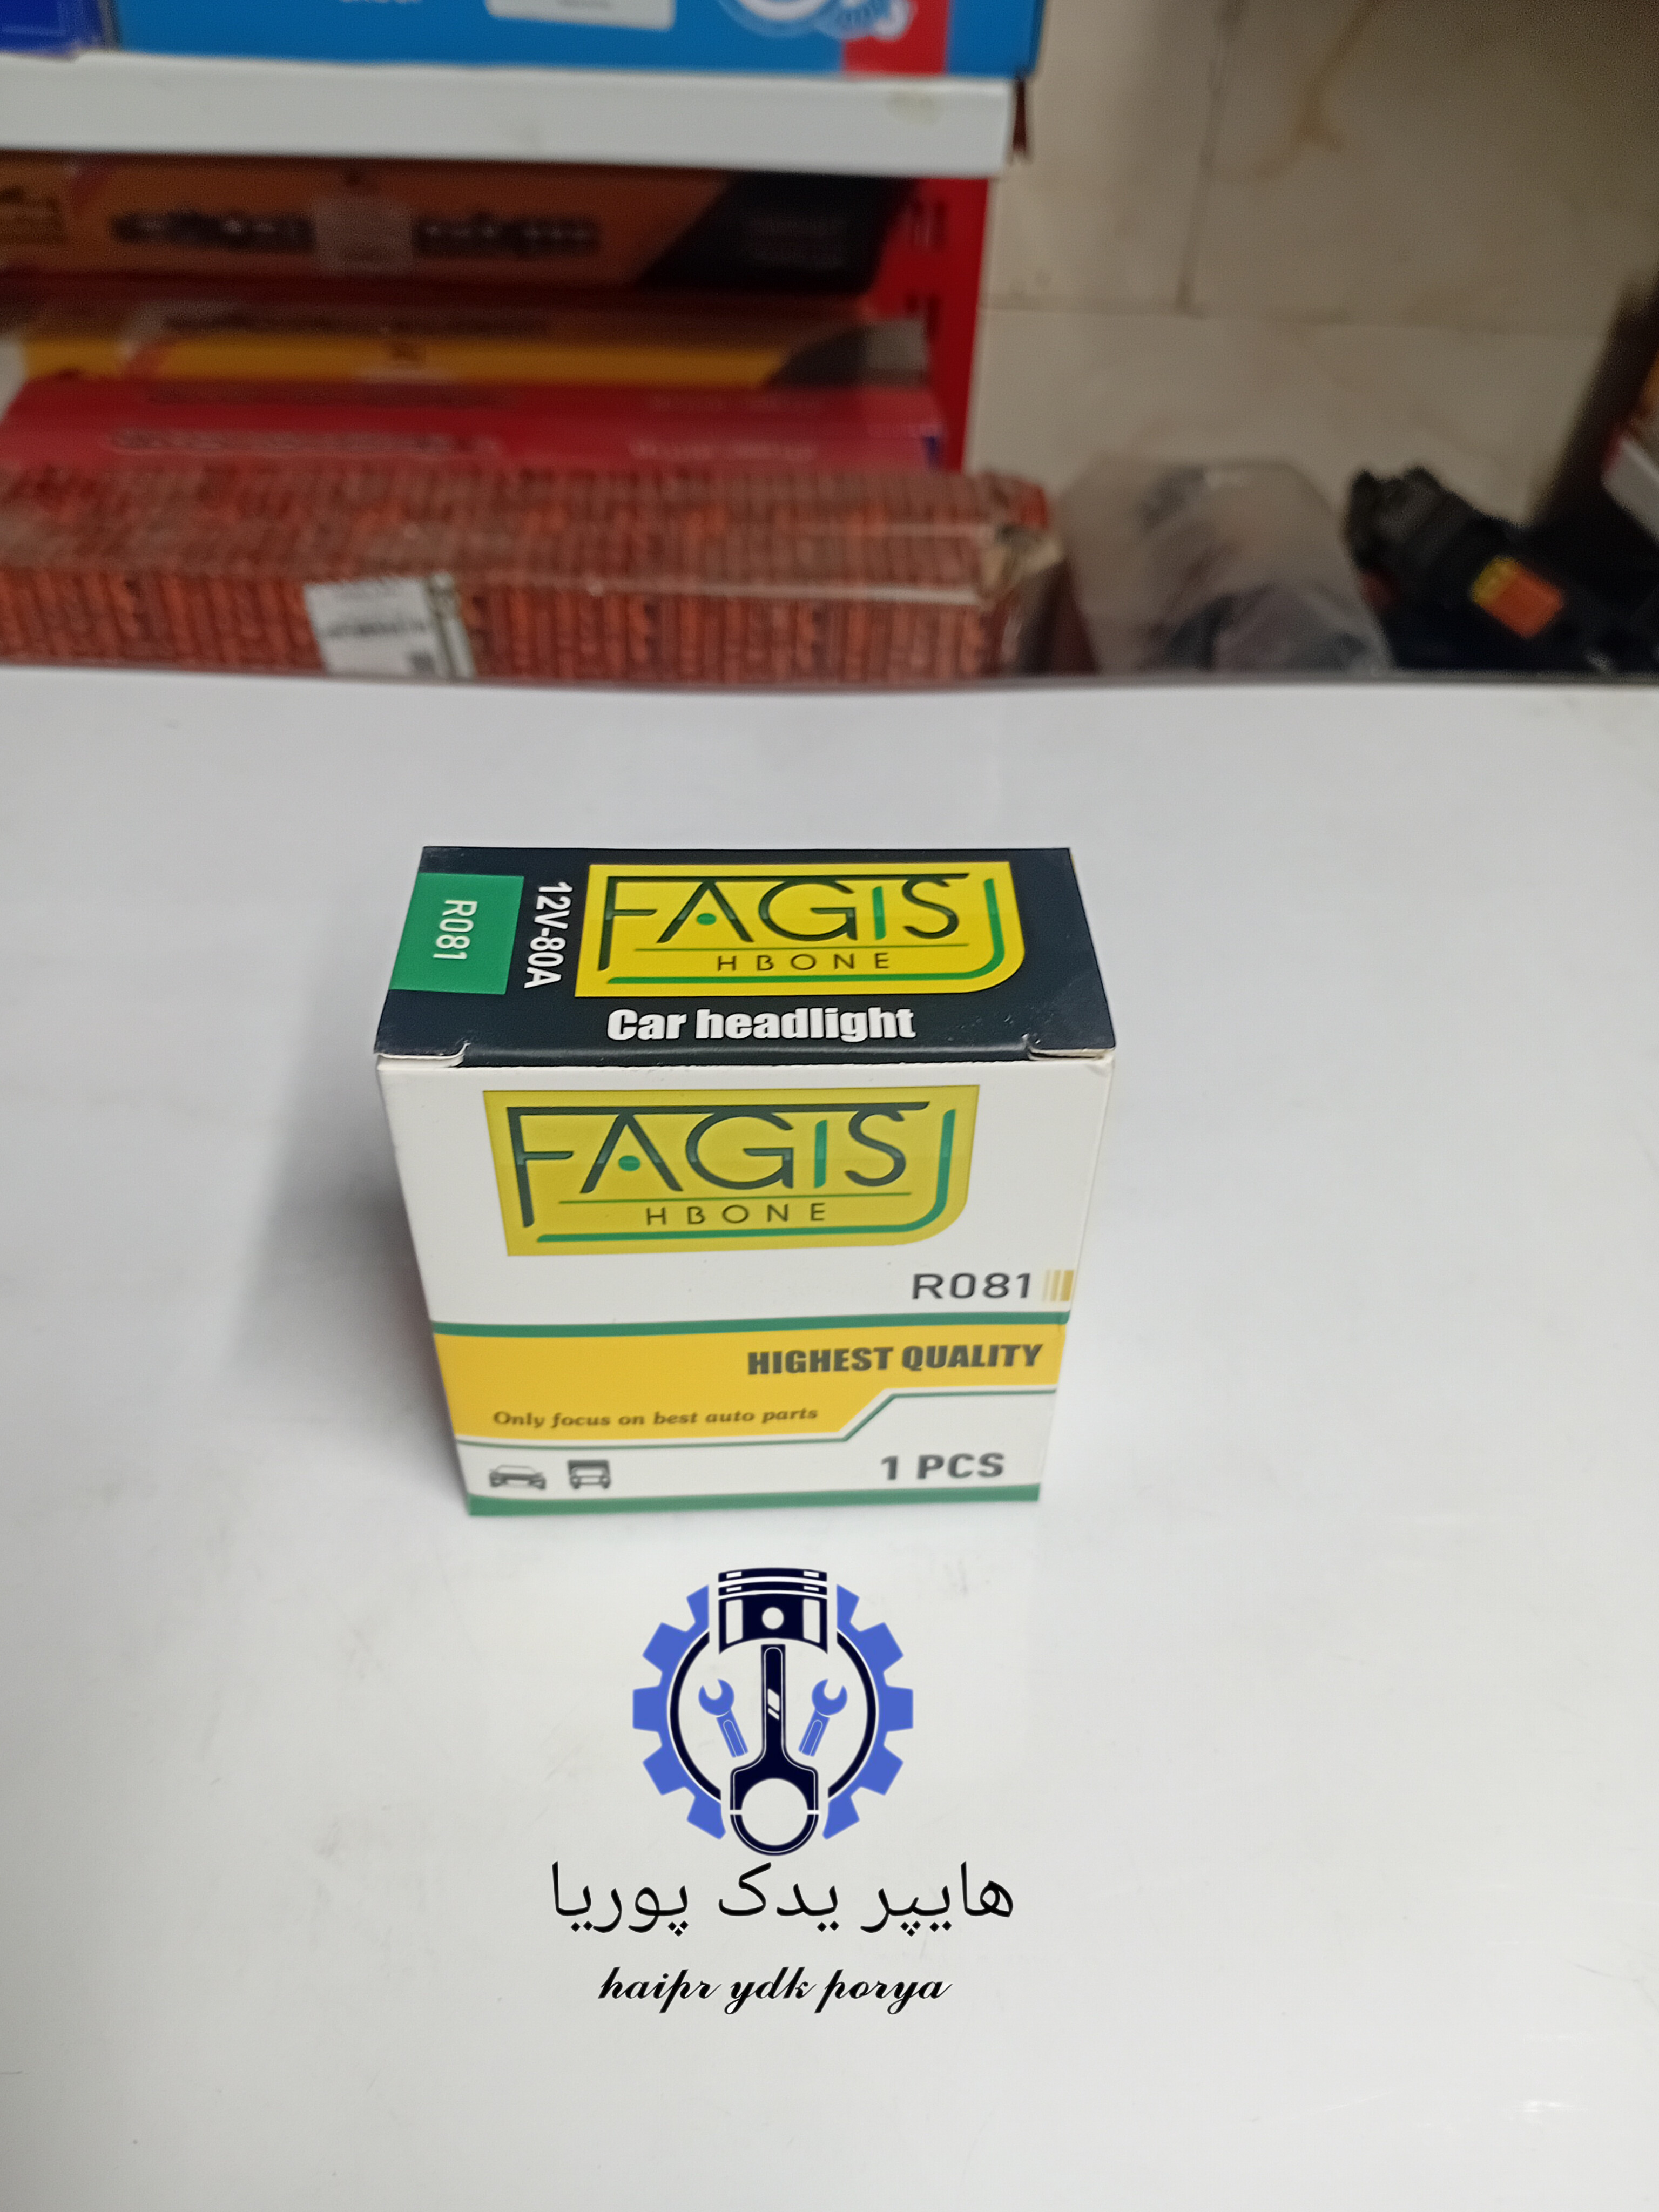 R081
12V-80A
FAGIS
HBONE
Car headlight
FAGIS
HBONE
R081
HIGHEST QUALITY
Only focus on best auto parts
1 PCS
هایپر یدک پوریا
haipr ydk porya